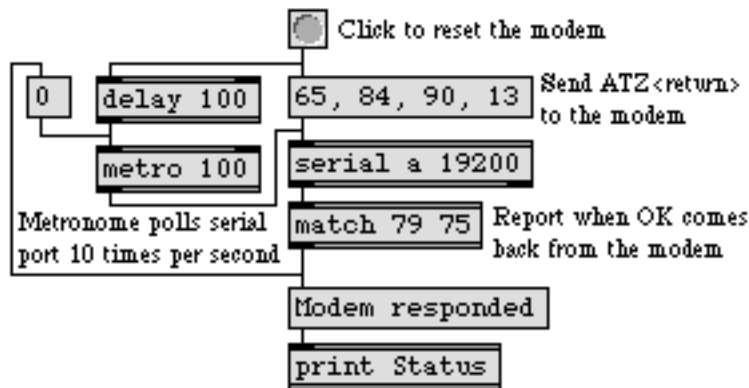 Click to reset the modem
0
delay 100
65, 84, 90, 13
Send ATZ<return>
to the modem
metro 100
serial a 19200
Metronome polls serial
port 10 times per second
match 79 75
Report when OK comes
back from the modem
Modem responded
print Status